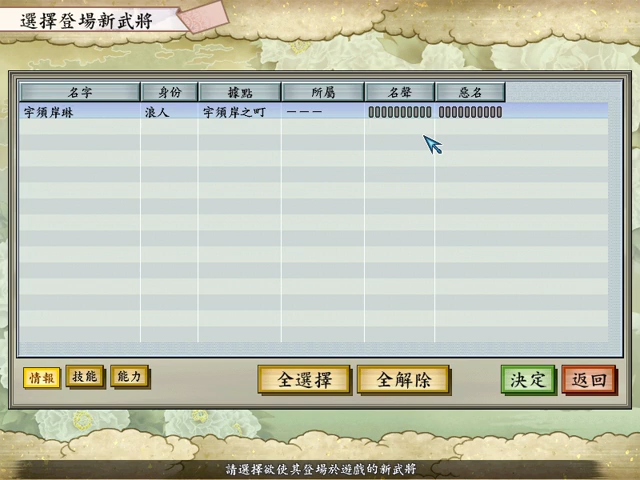 選擇登場新武將
名字 身份 據點 所屬 名聲 惡名
宇須岸琳 浪人 宇須岸之町 －－－
情報 技能 能力 全選擇 全解除 決定 返回
請選擇欲使其登場於遊戲的新武將